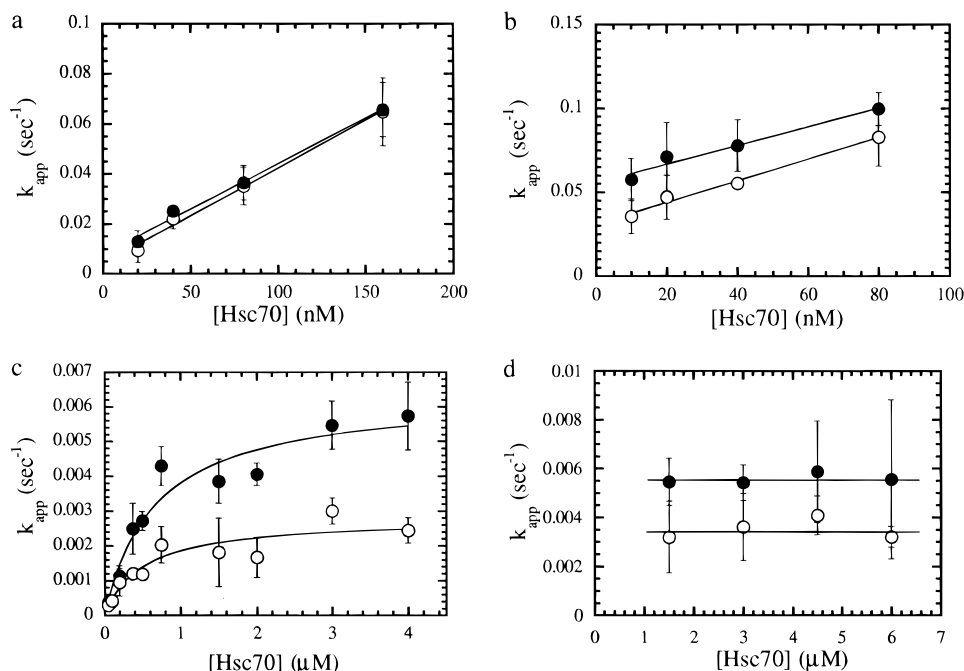 a
0.1
0.08
0.06
0.04
0.02
0
k_app (sec⁻¹)
0 50 100 150 200
[Hsc70] (nM)
b
0.15
0.1
0.05
0
k_app (sec⁻¹)
0 20 40 60 80 100
[Hsc70] (nM)
c
0.007
0.006
0.005
0.004
0.003
0.002
0.001
0
k_app (sec⁻¹)
0 1 2 3 4
[Hsc70] (μM)
d
0.01
0.008
0.006
0.004
0.002
0
k_app (sec⁻¹)
0 1 2 3 4 5 6 7
[Hsc70] (μM)